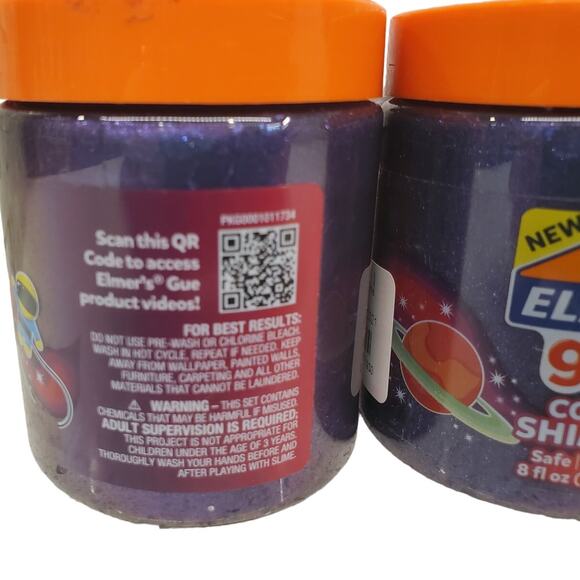 PKG0001011734
Scan this QR
Code to access
Elmer's® Gue
product videos!
FOR BEST RESULTS:
DO NOT USE PRE-WASH OR CHLORINE BLEACH.
WASH IN HOT CYCLE, REPEAT IF NEEDED. KEEP
AWAY FROM WALLPAPER, PAINTED WALLS,
FURNITURE, CARPETING AND ALL OTHER
MATERIALS THAT CANNOT BE LAUNDERED.
⚠ WARNING – THIS SET CONTAINS
CHEMICALS THAT MAY BE HARMFUL IF MISUSED.
ADULT SUPERVISION IS REQUIRED;
THIS PROJECT IS NOT APPROPRIATE FOR
CHILDREN UNDER THE AGE OF 3 YEARS.
THOROUGHLY WASH YOUR HANDS BEFORE AND
AFTER PLAYING WITH SLIME.
NEW
EL
CO
SHI
Safe
8 fl oz (